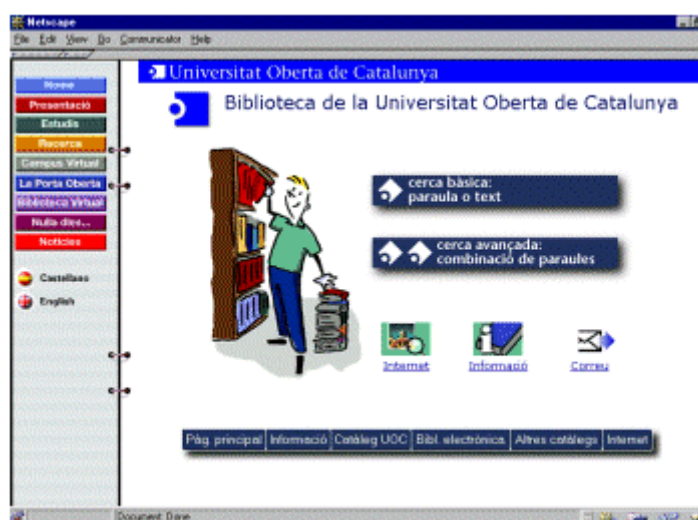 Netscape
File Edit View Go Communicator Help
Universitat Oberta de Catalunya
Biblioteca de la Universitat Oberta de Catalunya
Home
Presentació
Estudis
Recerca
Campus Virtual
La Porta Oberta
Biblioteca Virtual
Nulla dies...
Notícies
Castellano
English
cerca bàsica:
paraula o text
cerca avançada:
combinació de paraules
Internet
Informació
Correu
Pàg. principal Informació Catàleg UOC Bibl. electrònica Altres catàlegs Internet
Document: Done